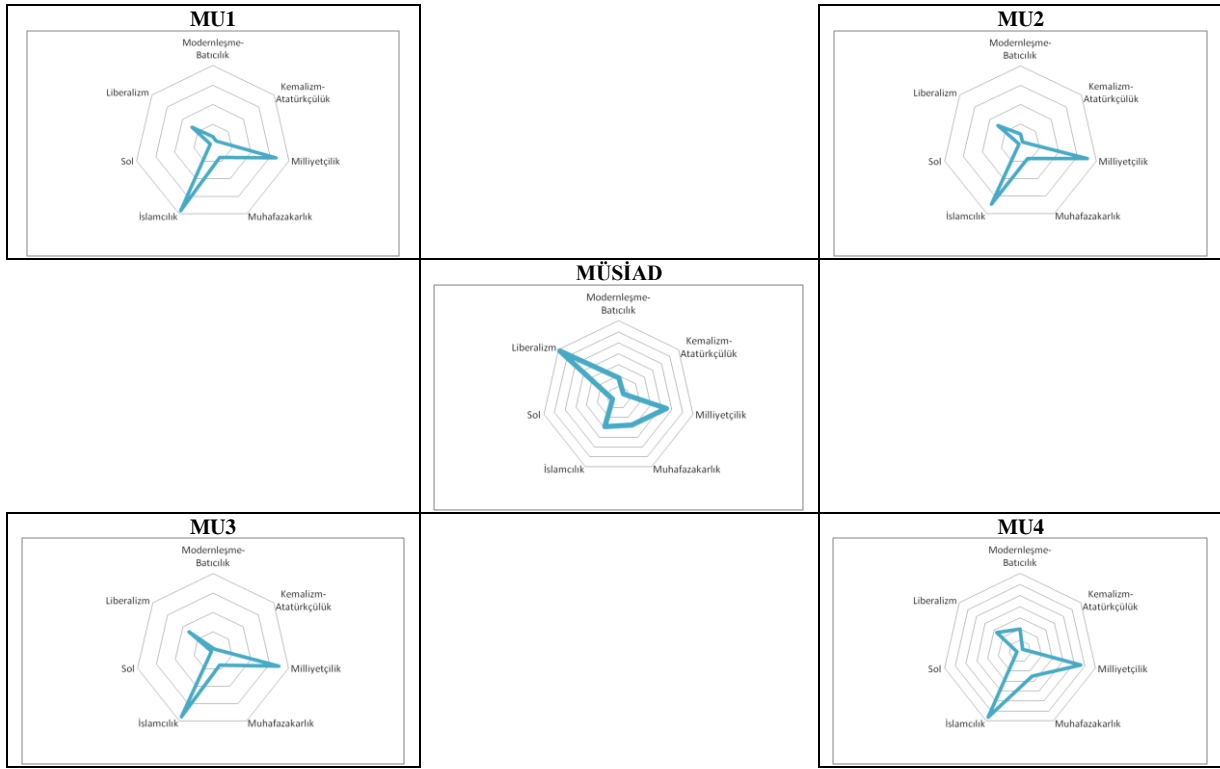 MU1
Modernleşme-
Batıcılık
Kemalizm-
Atatürkçülük
Milliyetçilik
Muhafazakarlık
İslamcılık
Sol
Liberalizm
MU2
Modernleşme-
Batıcılık
Kemalizm-
Atatürkçülük
Milliyetçilik
Muhafazakarlık
İslamcılık
Sol
Liberalizm
MÜSİAD
Modernleşme-
Batıcılık
Kemalizm-
Atatürkçülük
Milliyetçilik
Muhafazakarlık
İslamcılık
Sol
Liberalizm
MU3
Modernleşme-
Batıcılık
Kemalizm-
Atatürkçülük
Milliyetçilik
Muhafazakarlık
İslamcılık
Sol
Liberalizm
MU4
Modernleşme-
Batıcılık
Kemalizm-
Atatürkçülük
Milliyetçilik
Muhafazakarlık
İslamcılık
Sol
Liberalizm